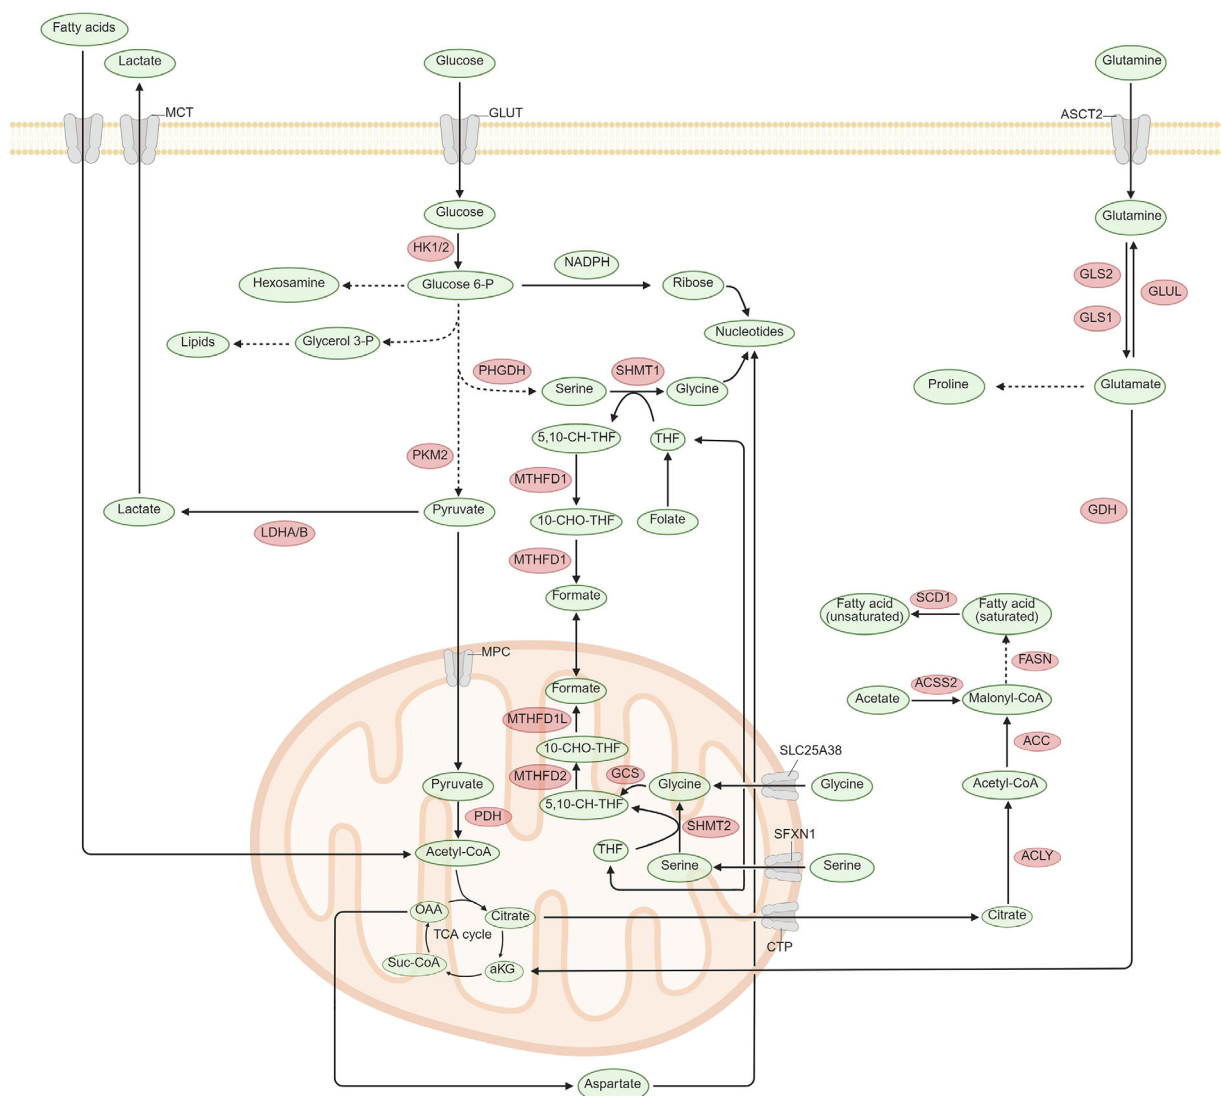 Fatty acids
Lactate
Glucose
Glutamine
MCT
GLUT
ASCT2
Glucose
Glutamine
HK1/2
NADPH
Hexosamine
Glucose 6-P
Ribose
GLS2
GLUL
GLS1
Lipids
Glycerol 3-P
Nucleotides
PHGDH
SHMT1
Serine
Glycine
Proline
Glutamate
5,10-CH-THF
THF
PKM2
MTHFD1
Lactate
Pyruvate
10-CHO-THF
Folate
GDH
LDHA/B
MTHFD1
Formate
SCD1
Fatty acid
(unsaturated)
Fatty acid
(saturated)
MPC
FASN
Formate
ACSS2
Acetate
Malonyl-CoA
MTHFD1L
10-CHO-THF
ACC
SLC25A38
MTHFD2
GCS
Pyruvate
Glycine
Glycine
Acetyl-CoA
5,10-CH-THF
PDH
SHMT2
SFXN1
THF
Acetyl-CoA
ACLY
Serine
Serine
OAA
Citrate
Citrate
TCA cycle
CTP
Suc-CoA
aKG
Aspartate